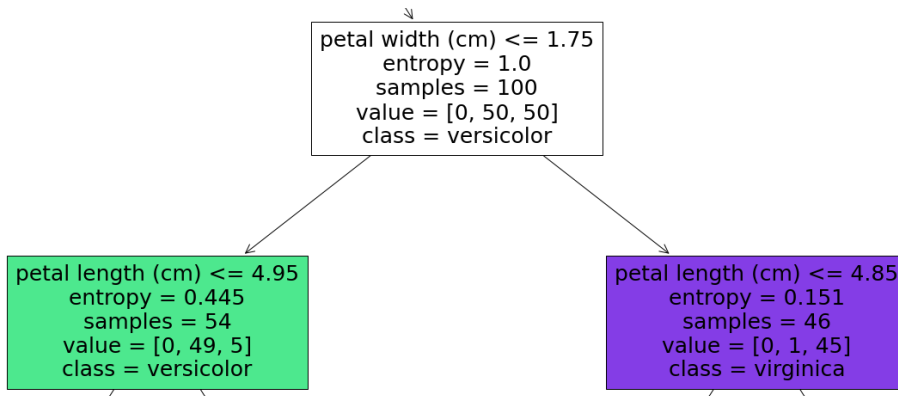 petal width (cm) <= 1.75
entropy = 1.0
samples = 100
value = [0, 50, 50]
class = versicolor
petal length (cm) <= 4.95
entropy = 0.445
samples = 54
value = [0, 49, 5]
class = versicolor
petal length (cm) <= 4.85
entropy = 0.151
samples = 46
value = [0, 1, 45]
class = virginica